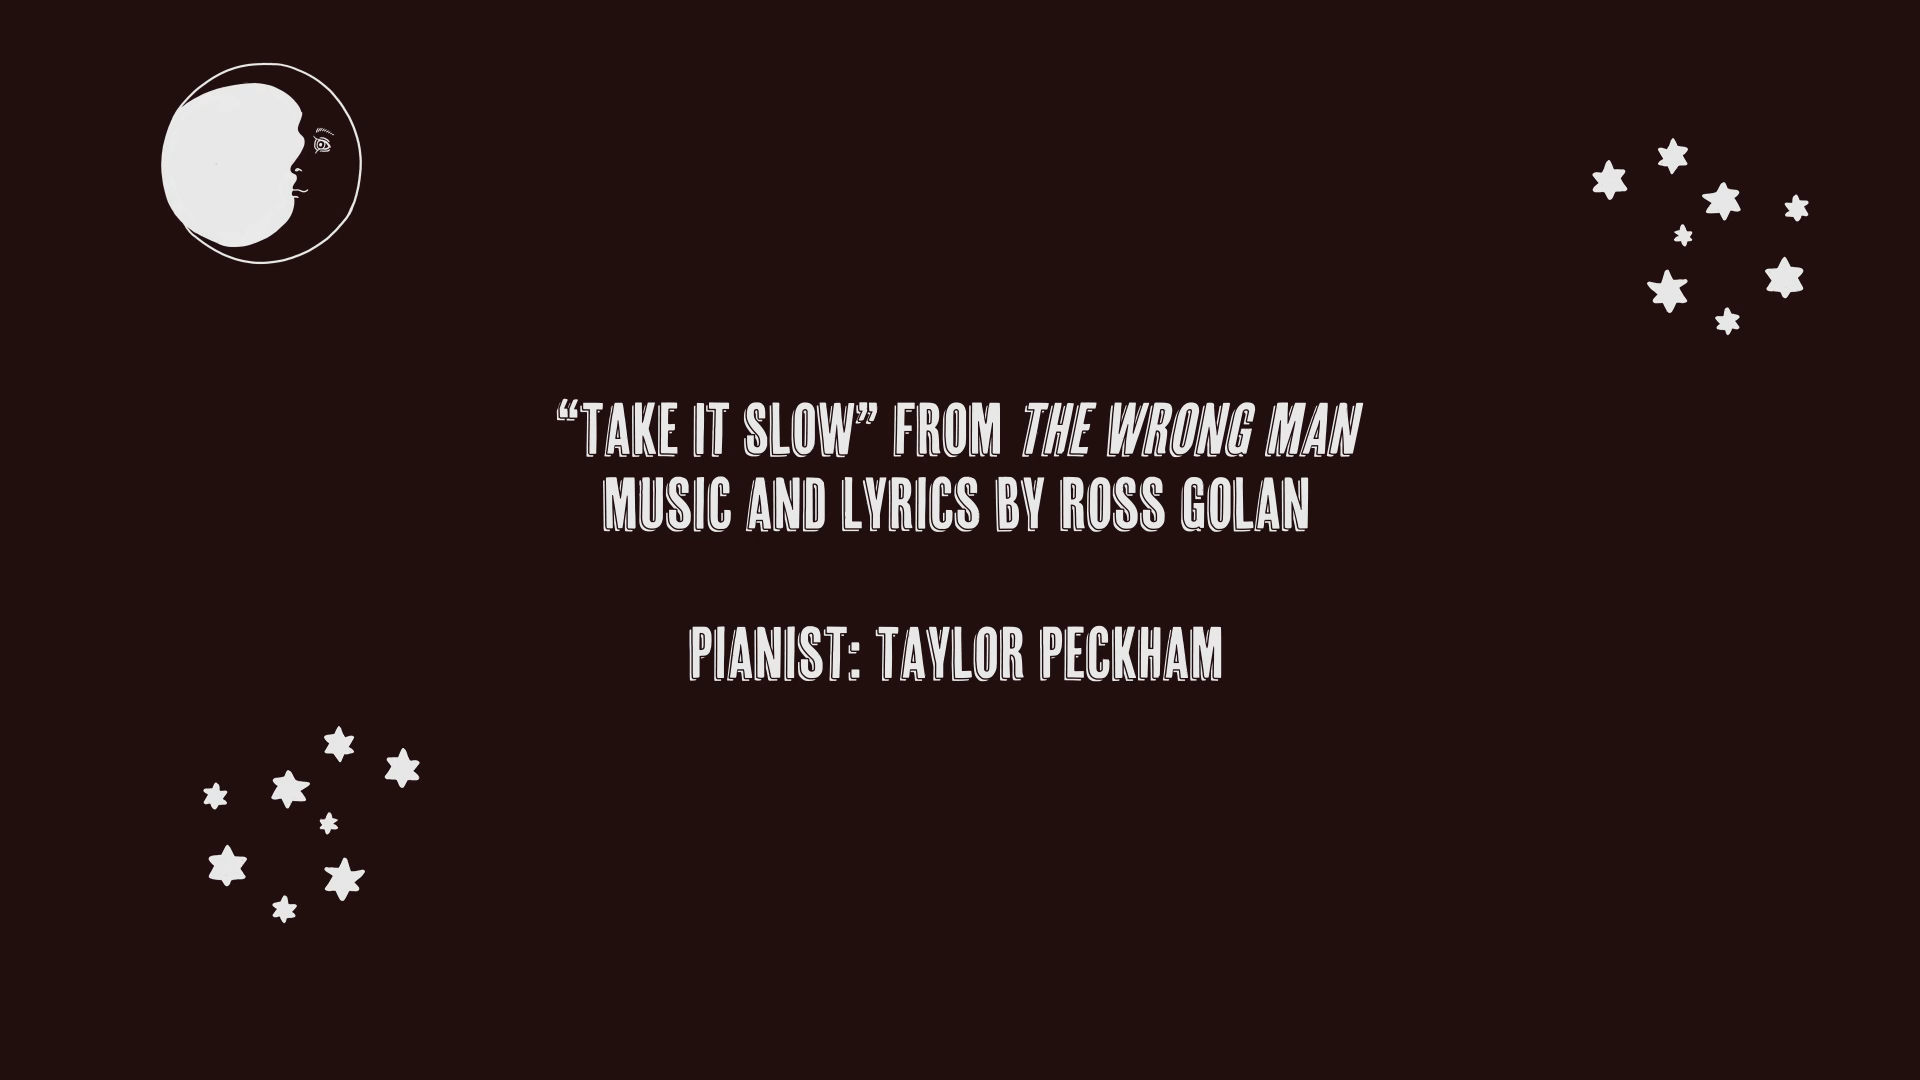 “TAKE IT SLOW” FROM THE WRONG MAN
MUSIC AND LYRICS BY ROSS GOLAN
PIANIST: TAYLOR PECKHAM